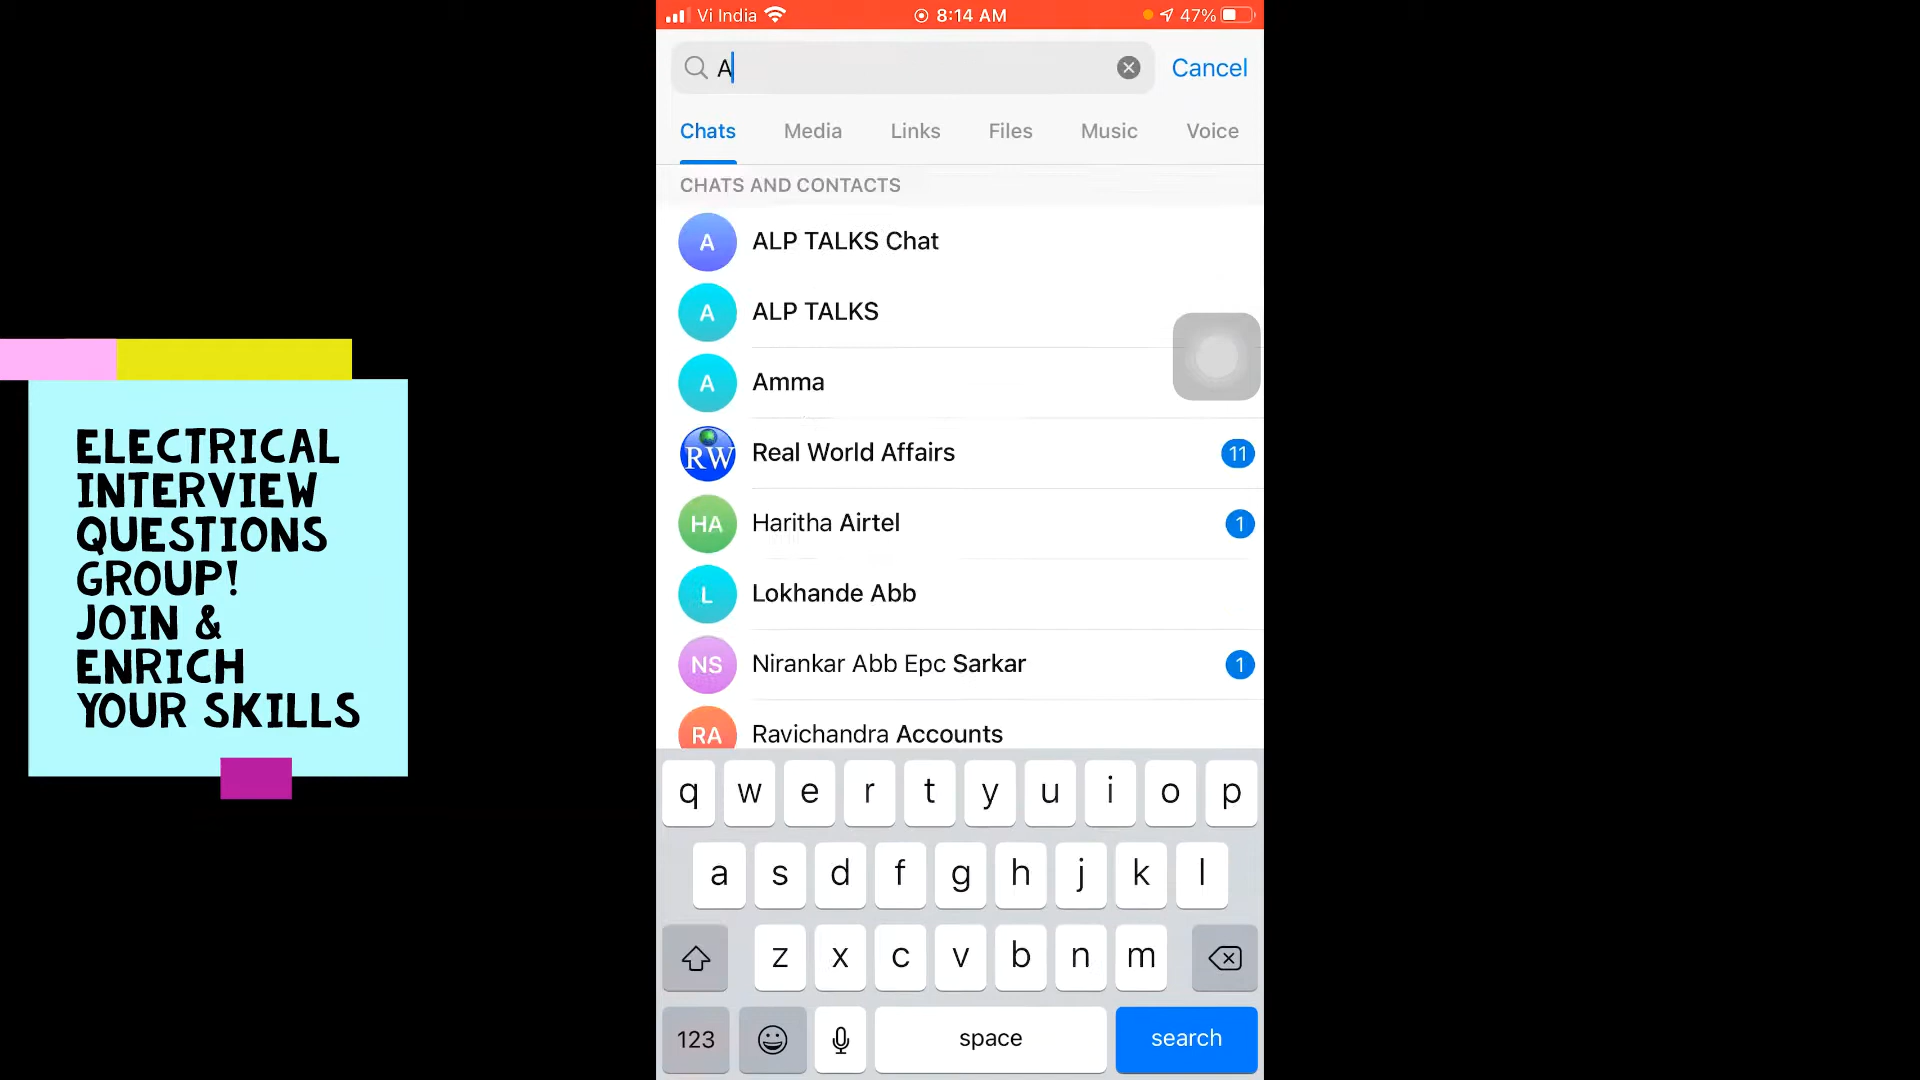 Vi India 8:14 AM 47%
A Cancel
Chats Media Links Files Music Voice
CHATS AND CONTACTS
A ALP TALKS Chat
A ALP TALKS
A Amma
RW Real World Affairs 11
HA Haritha Airtel 1
L Lokhande Abb
NS Nirankar Abb Epc Sarkar 1
RA Ravichandra Accounts
q w e r t y u i o p
a s d f g h j k l
z x c v b n m
123 space search
ELECTRICAL
INTERVIEW
QUESTIONS
GROUP!
JOIN &
ENRICH
YOUR SKILLS